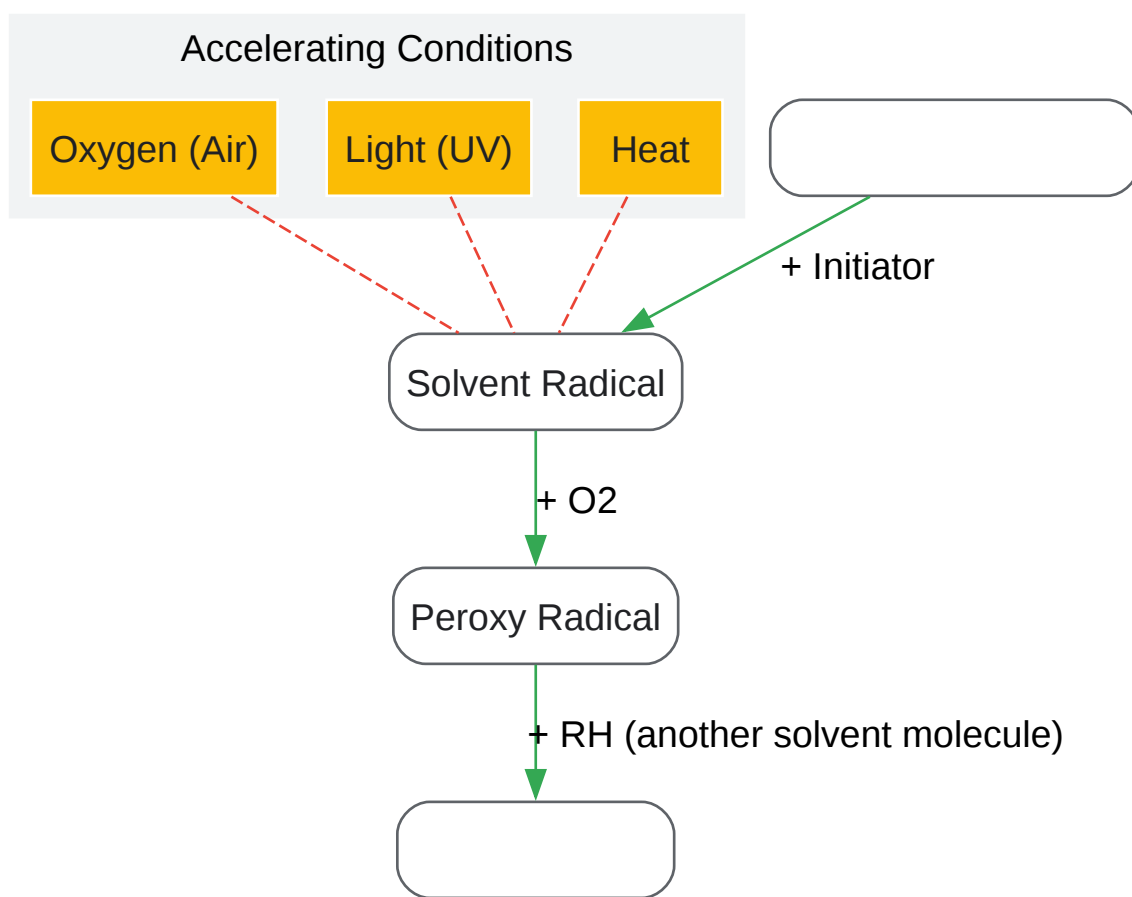 Accelerating Conditions
Oxygen (Air)
Light (UV)
Heat
+ Initiator
Solvent Radical
+ O2
Peroxy Radical
+ RH (another solvent molecule)